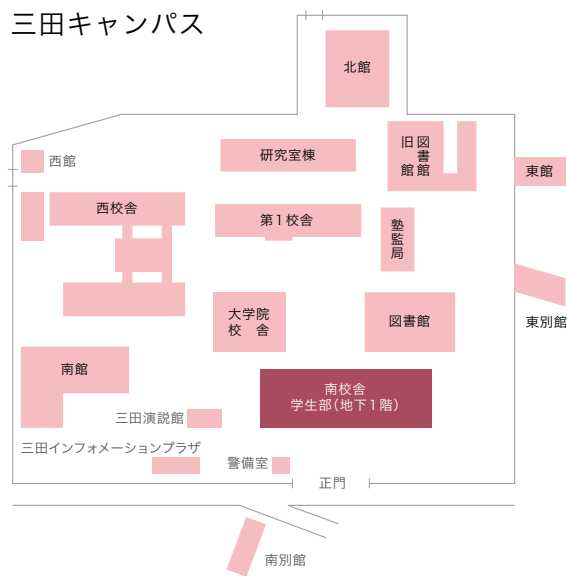 三田キャンパス
北館
研究室棟
旧図書館
東館
西館
西校舎
第1校舎
塾監局
大学院
校 舎
図書館
東別館
南館
南校舎
学生部(地下1階)
三田演説館
三田インフォメーションプラザ
警備室
正門
南別館